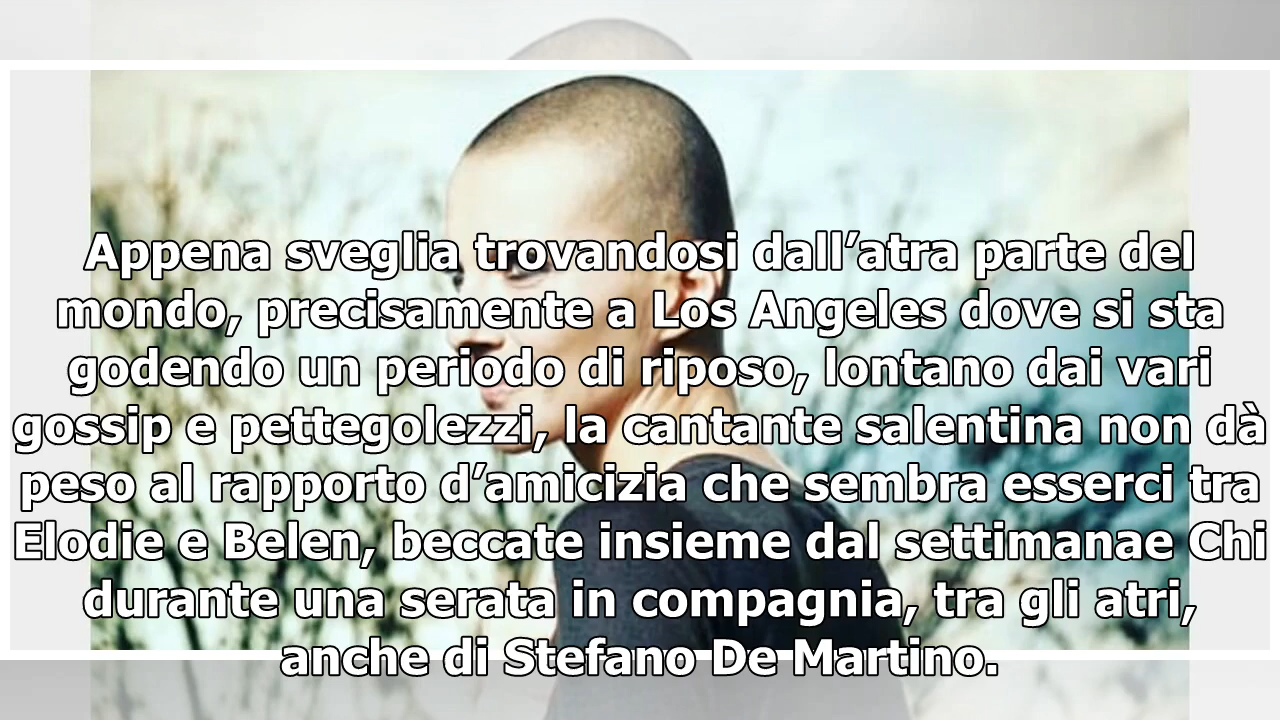 Appena sveglia trovandosi dall’atra parte del
mondo, precisamente a Los Angeles dove si sta
godendo un periodo di riposo, lontano dai vari
gossip e pettegolezzi, la cantante salentina non dà
peso al rapporto d’amicizia che sembra esserci tra
Elodie e Belen, beccate insieme dal settimanae Chi
durante una serata in compagnia, tra gli atri,
anche di Stefano De Martino.